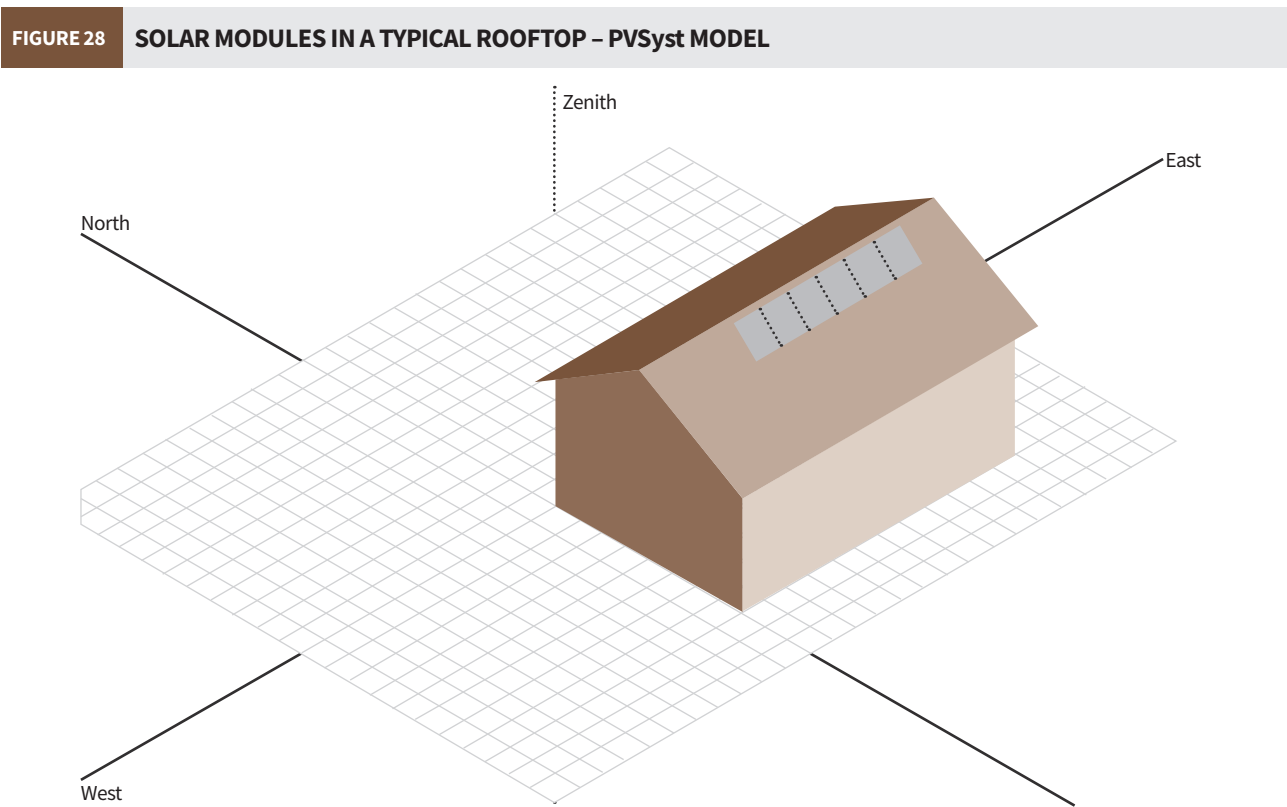 FIGURE 28
SOLAR MODULES IN A TYPICAL ROOFTOP – PVSyst MODEL
Zenith
East
North
West